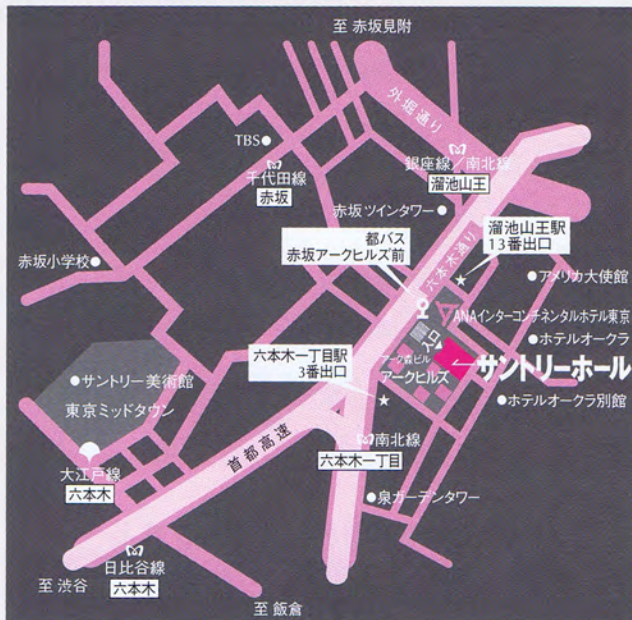 至 赤坂見附
外堀通り
TBS
千代田線
赤坂
銀座線／南北線
溜池山王
赤坂ツインタワー
溜池山王駅
13番出口
都バス
赤坂アークヒルズ前
六本木通り
赤坂小学校
アメリカ大使館
ANAインターコンチネンタルホテル東京
ホテルオークラ
入口
アーク森ビル
アークヒルズ
サントリーホール
六本木一丁目駅
3番出口
サントリー美術館
東京ミッドタウン
ホテルオークラ別館
首都高速
南北線
六本木一丁目
大江戸線
六本木
泉ガーデンタワー
日比谷線
六本木
至 渋谷
至 飯倉